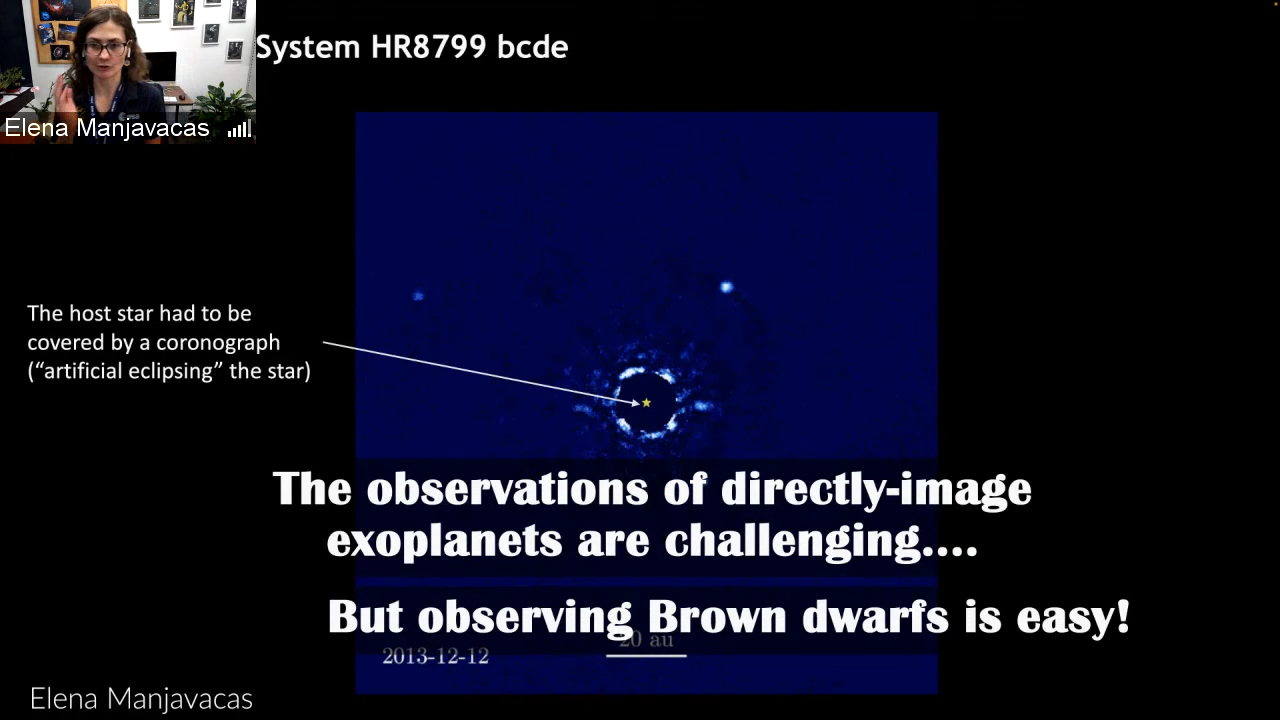 System HR8799 bcde
Elena Manjavacas
The host star had to be
covered by a coronograph
(“artificial eclipsing” the star)
The observations of directly-image
exoplanets are challenging....
But observing Brown dwarfs is easy!
20 au
2013-12-12
Elena Manjavacas